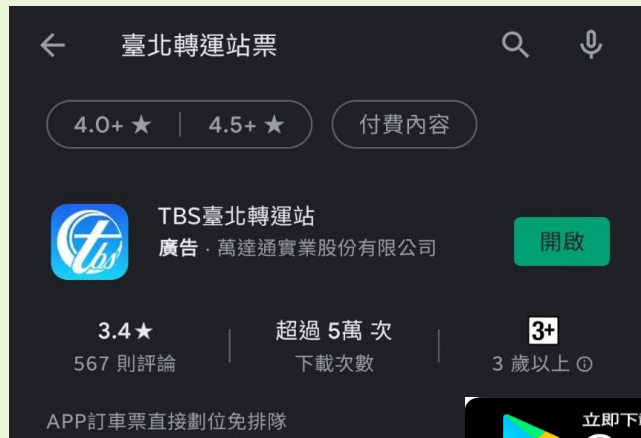 臺北轉運站票
4.0+ ★ | 4.5+ ★ 付費內容
TBS臺北轉運站
廣告 · 萬達通實業股份有限公司
開啟
tbs
3.4★ 超過 5萬 次 3+
567 則評論 下載次數 3 歲以上
APP訂車票直接劃位免排隊
立即下